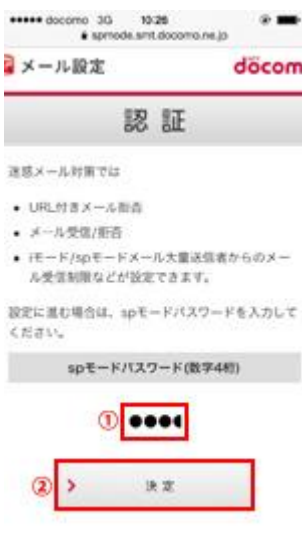 docomo 3G 10:26
spmode.smt.docomo.ne.jp
メール設定 docom
認証
迷惑メール対策では
• URL付きメール拒否
• メール受信/拒否
• iモード/spモードメール大量送信者からのメー
ル受信制限などが設定できます。
設定に進む場合は、spモードパスワードを入力して
ください。
spモードパスワード(数字4桁)
① ●●●●
② 決定